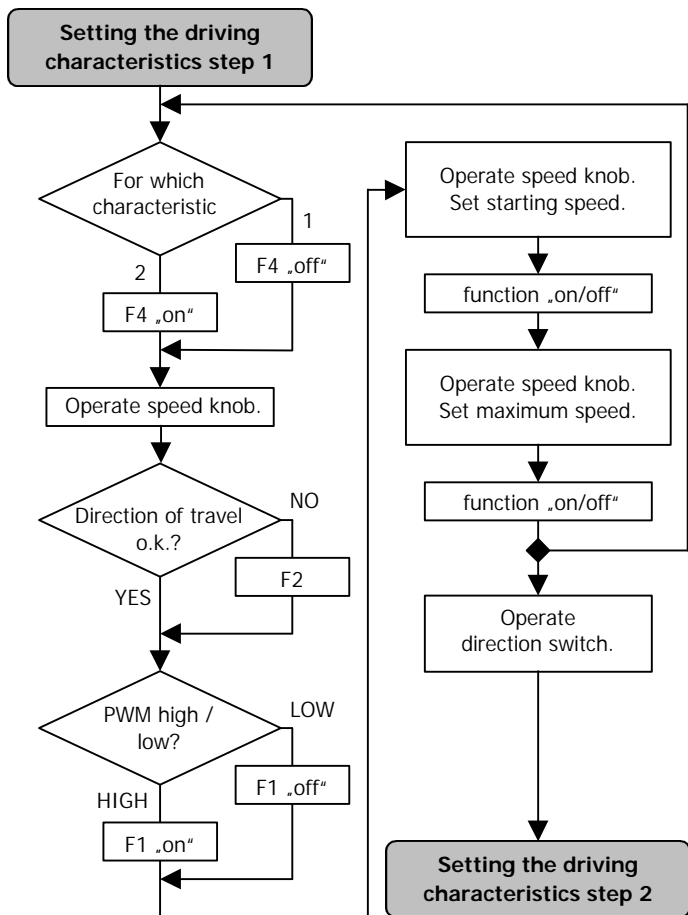 Setting the driving
characteristics step 1
For which
characteristic
1
2
F4 „off“
F4 „on“
Operate speed knob.
Direction of travel
o.k.?
NO
F2
YES
PWM high /
low?
LOW
F1 „off“
HIGH
F1 „on“
Operate speed knob.
Set starting speed.
function „on/off“
Operate speed knob.
Set maximum speed.
function „on/off“
Operate
direction switch.
Setting the driving
characteristics step 2